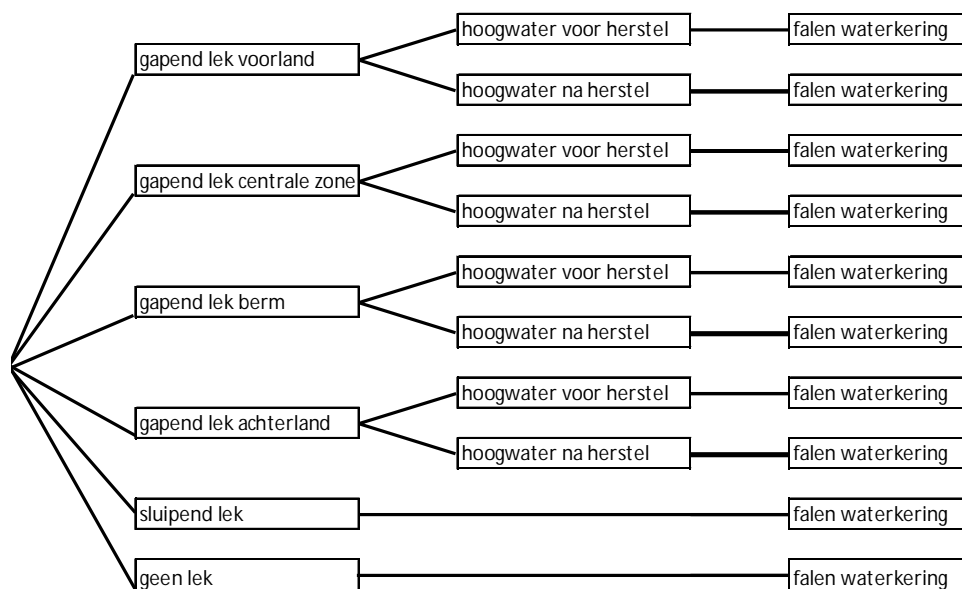 hoogwater voor herstel
falen waterkering
gapend lek voorland
hoogwater na herstel
falen waterkering
hoogwater voor herstel
falen waterkering
gapend lek centrale zone
hoogwater na herstel
falen waterkering
hoogwater voor herstel
falen waterkering
gapend lek berm
hoogwater na herstel
falen waterkering
hoogwater voor herstel
falen waterkering
gapend lek achterland
hoogwater na herstel
falen waterkering
sluipend lek
falen waterkering
geen lek
falen waterkering